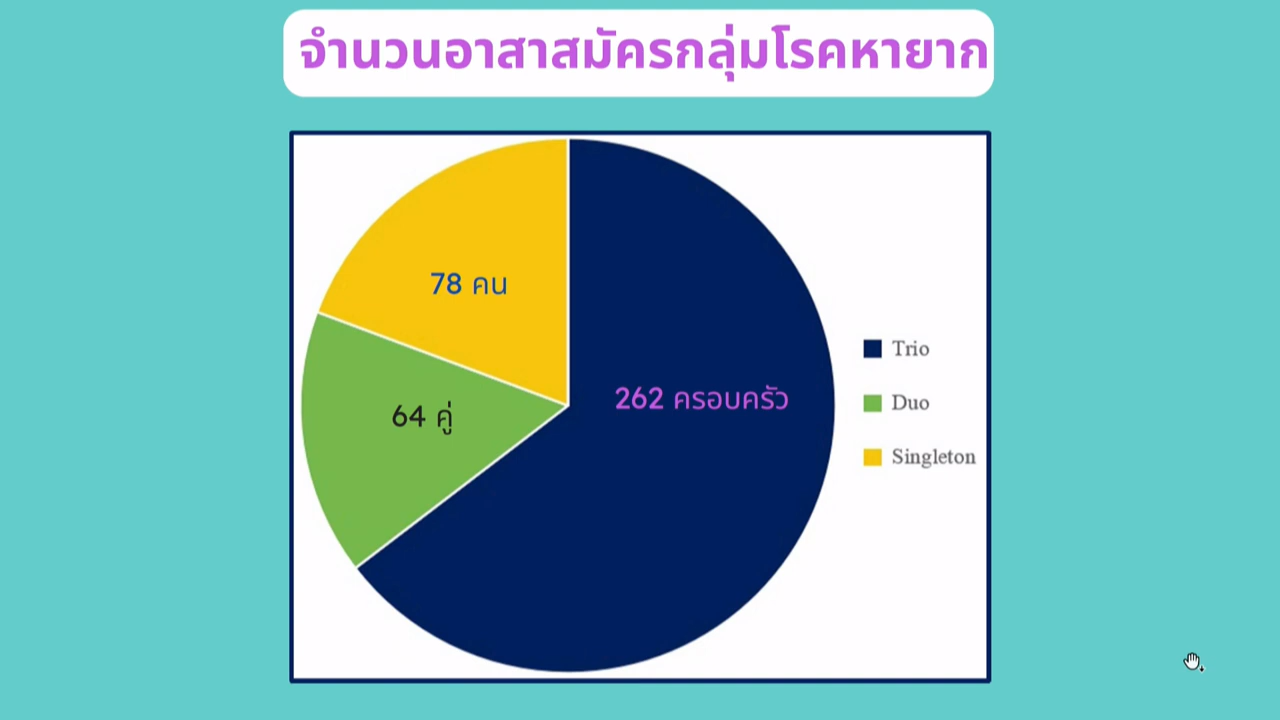 จำนวนอาสาสมัครกลุ่มโรคหายาก
78 คน
64 คู่
262 ครอบครัว
Trio
Duo
Singleton